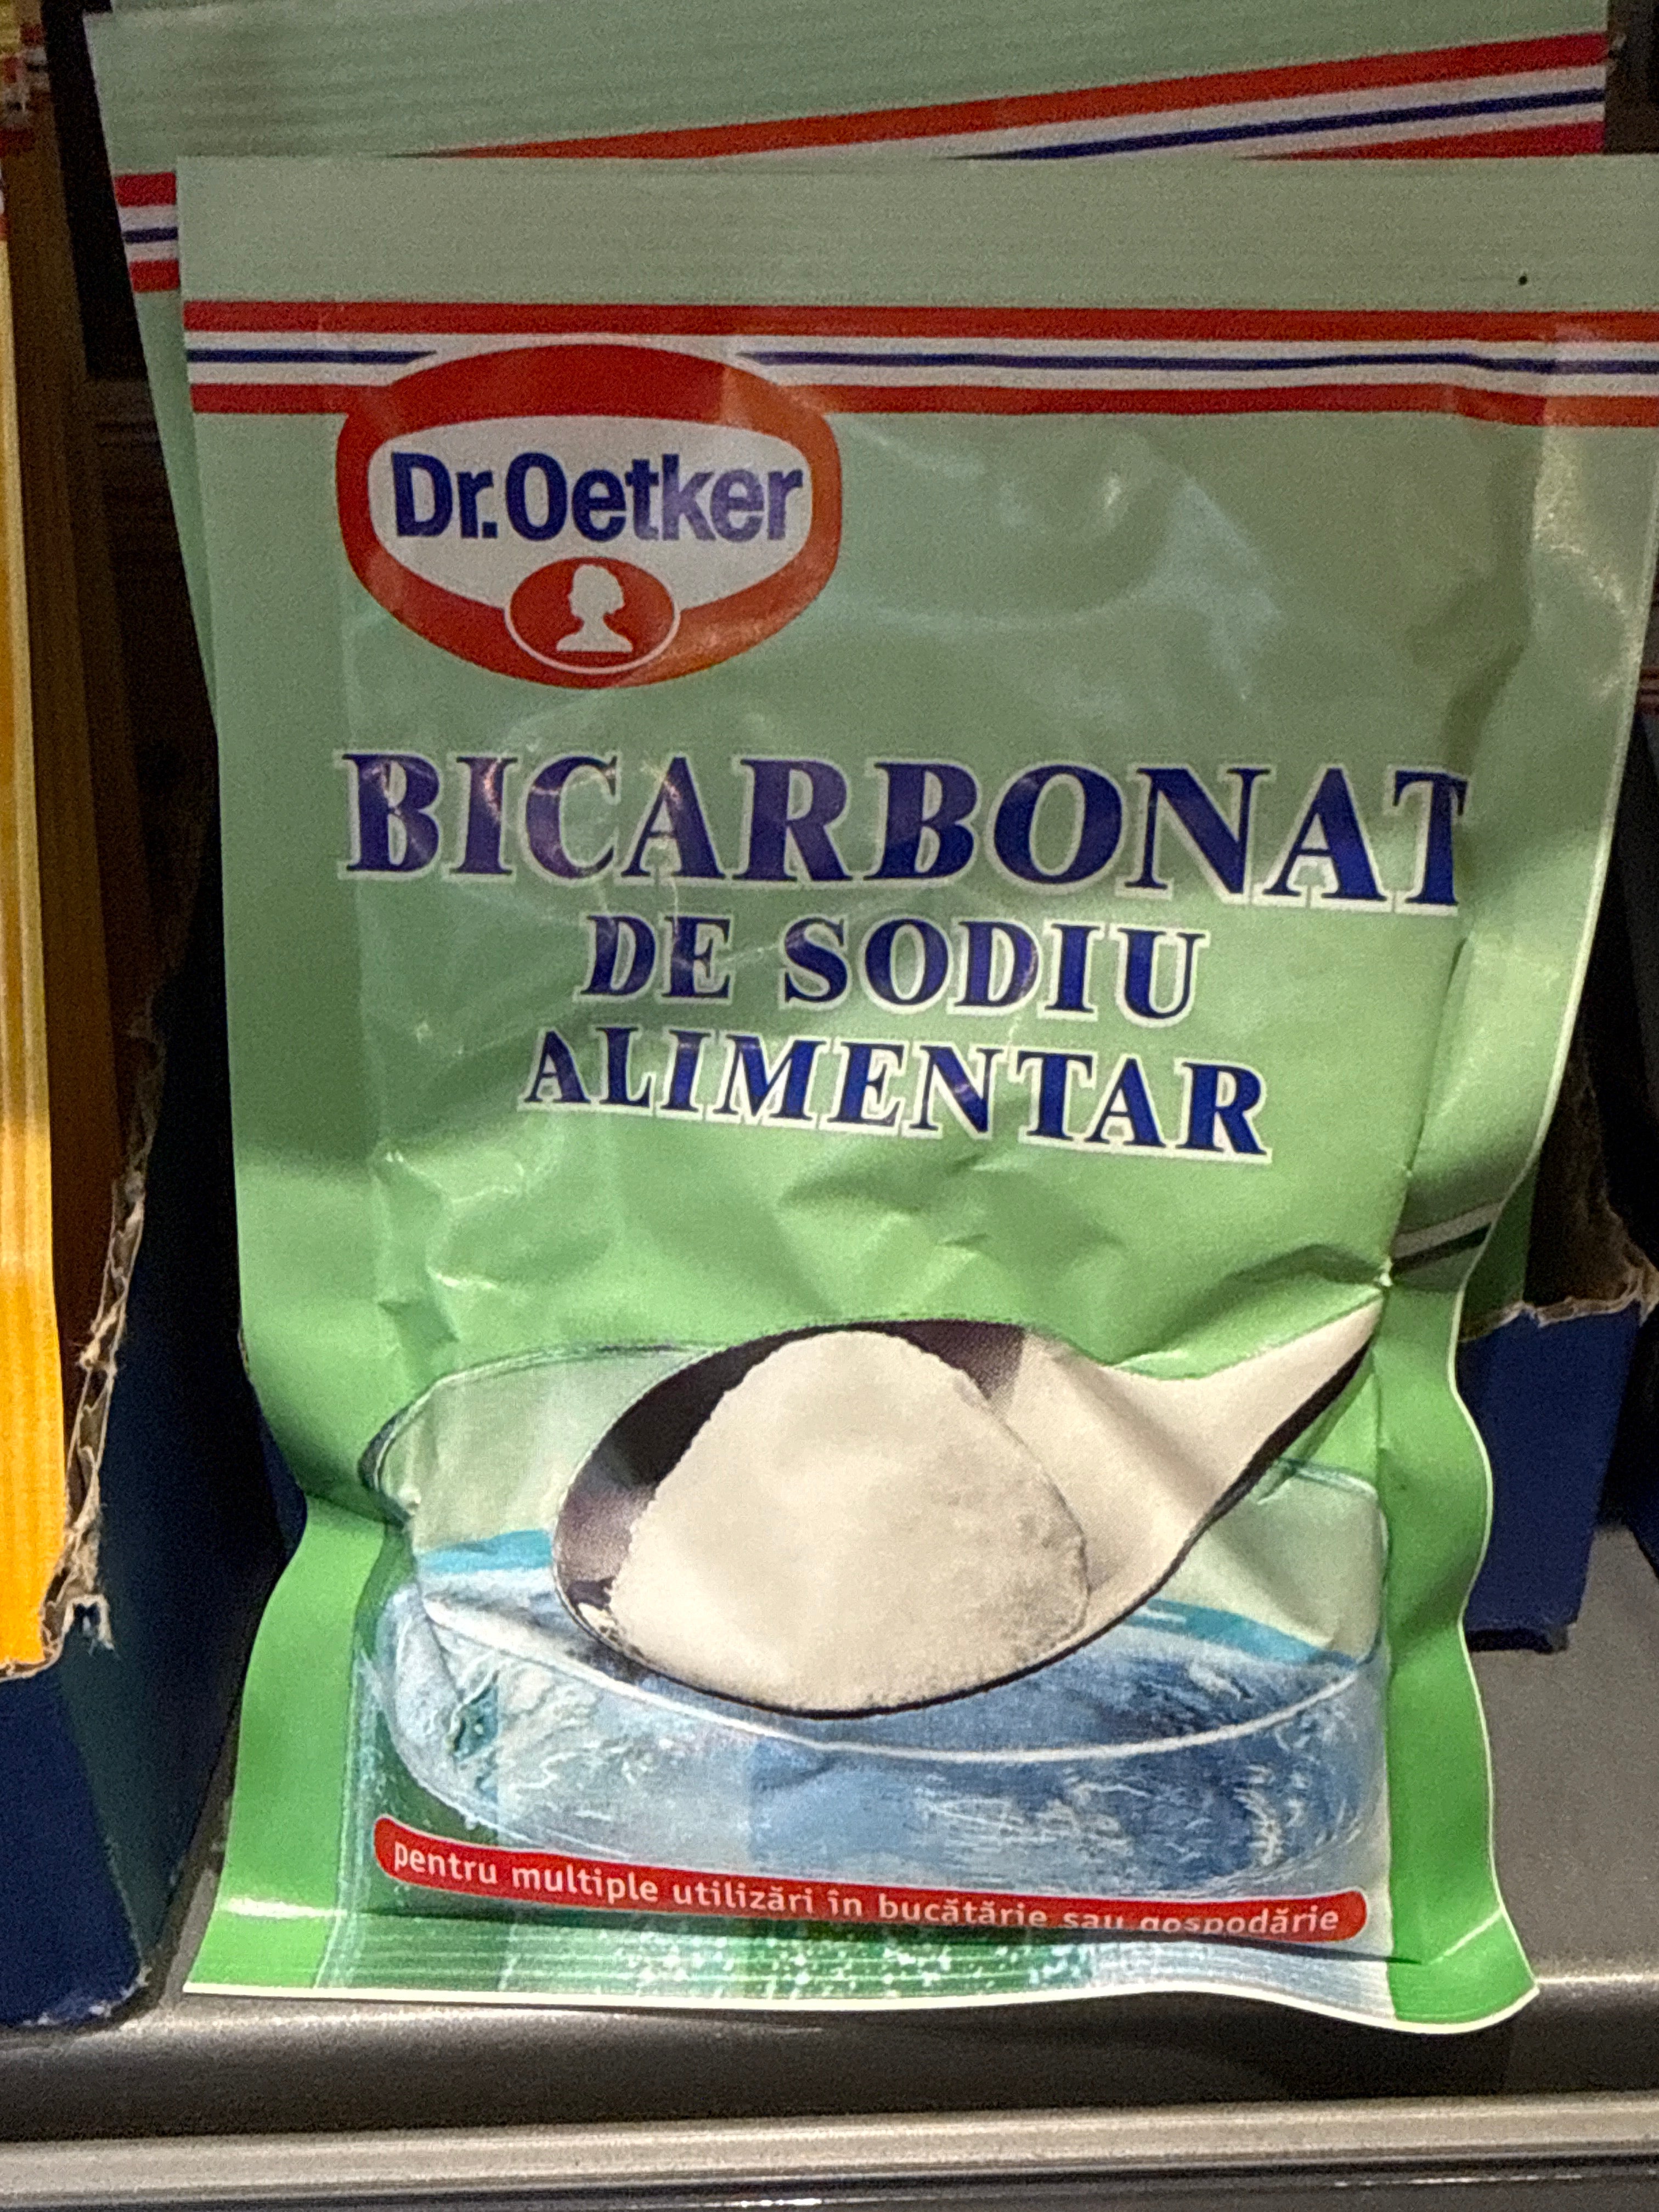 Dr.Oetker
BICARBONAT
DE SODIU
ALIMENTAR
pentru multiple utilizări în bucătărie sau gospodărie